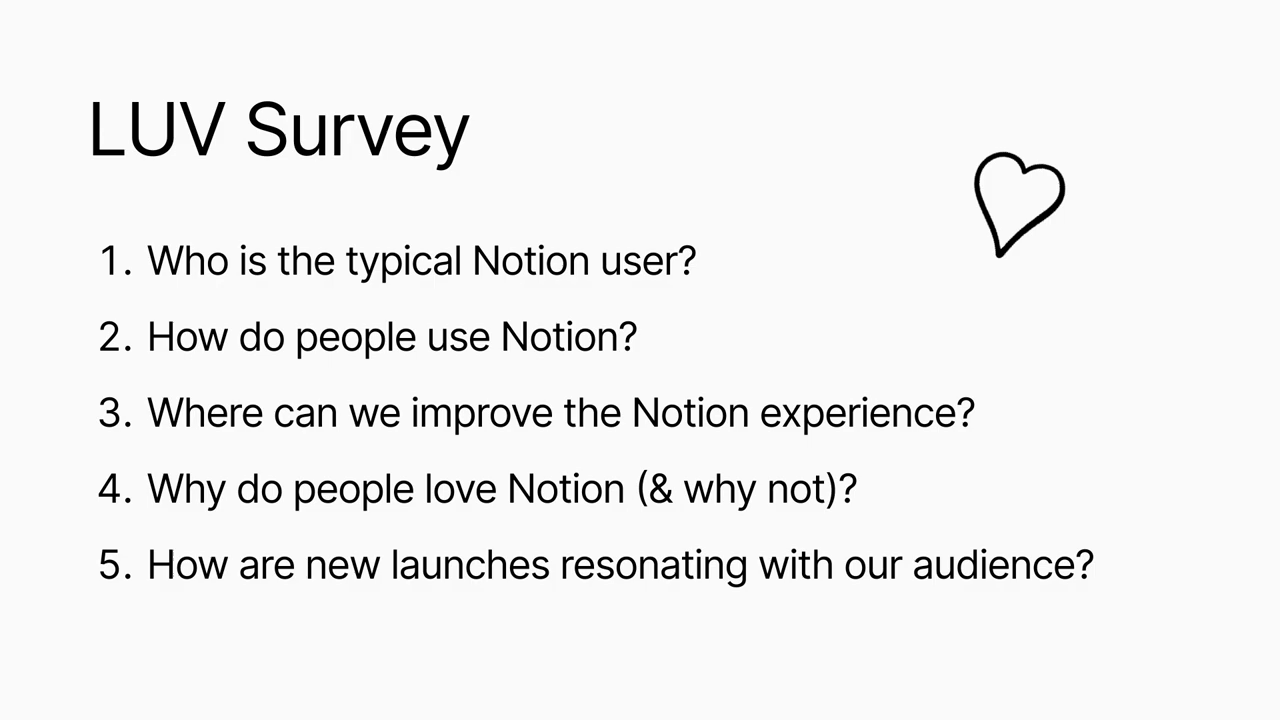 LUV Survey
1. Who is the typical Notion user?
2. How do people use Notion?
3. Where can we improve the Notion experience?
4. Why do people love Notion (& why not)?
5. How are new launches resonating with our audience?